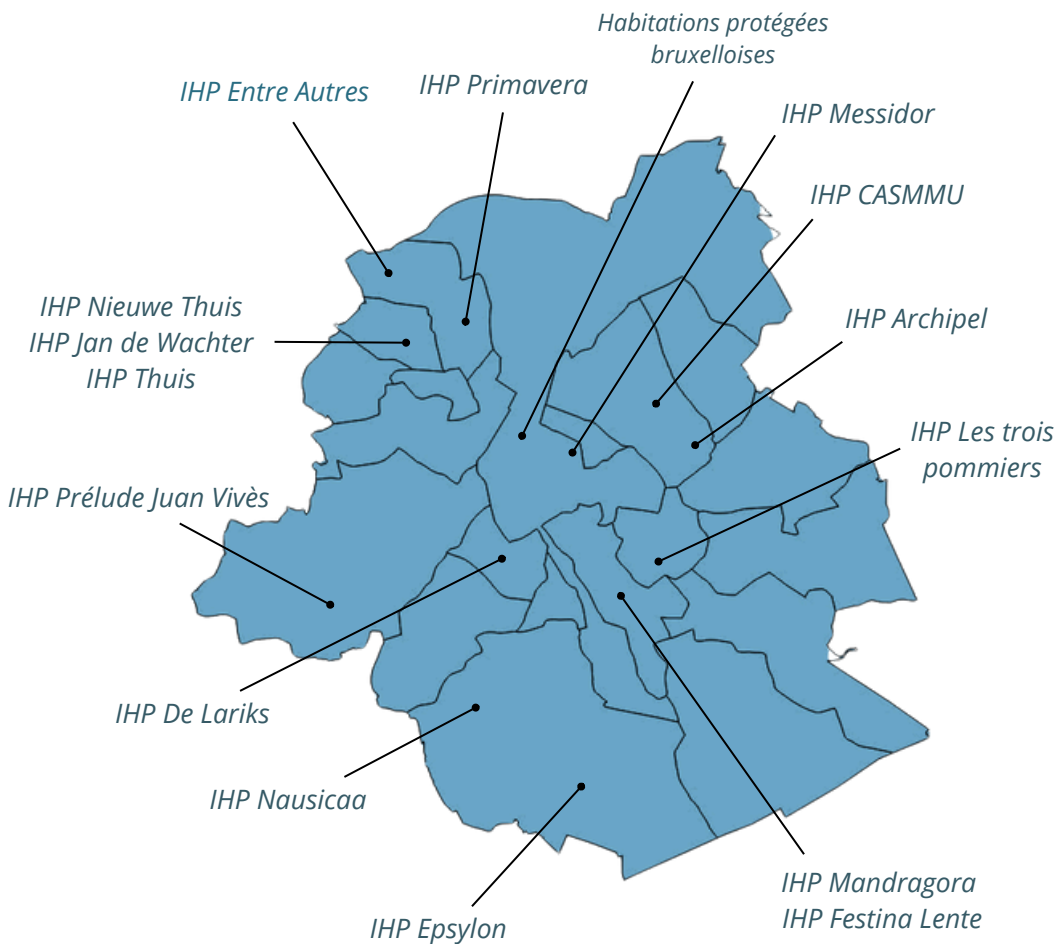 Habitations protégées
bruxelloises
IHP Entre Autres
IHP Primavera
IHP Messidor
IHP CASMMU
IHP Nieuwe Thuis
IHP Jan de Wachter
IHP Thuis
IHP Archipel
IHP Les trois
pommiers
IHP Prélude Juan Vivès
IHP De Lariks
IHP Nausicaa
IHP Mandragora
IHP Festina Lente
IHP Epsylon